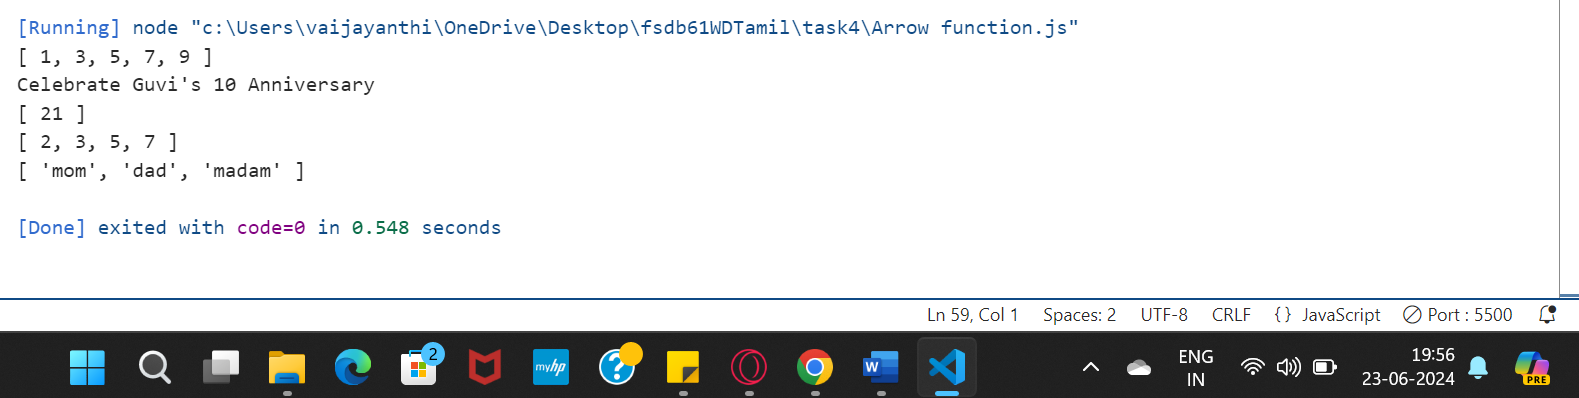 [Running] node "c:\Users\vaijayanthi\OneDrive\Desktop\fsdb61WDTamil\task4\Arrow function.js"
[ 1, 3, 5, 7, 9 ]
Celebrate Guvi's 10 Anniversary
[ 21 ]
[ 2, 3, 5, 7 ]
[ 'mom', 'dad', 'madam' ]
[Done] exited with code=0 in 0.548 seconds
Ln 59, Col 1 Spaces: 2 UTF-8 CRLF {} JavaScript Port : 5500
2 myhp ? W ENG 19:56
IN 23-06-2024 PRE